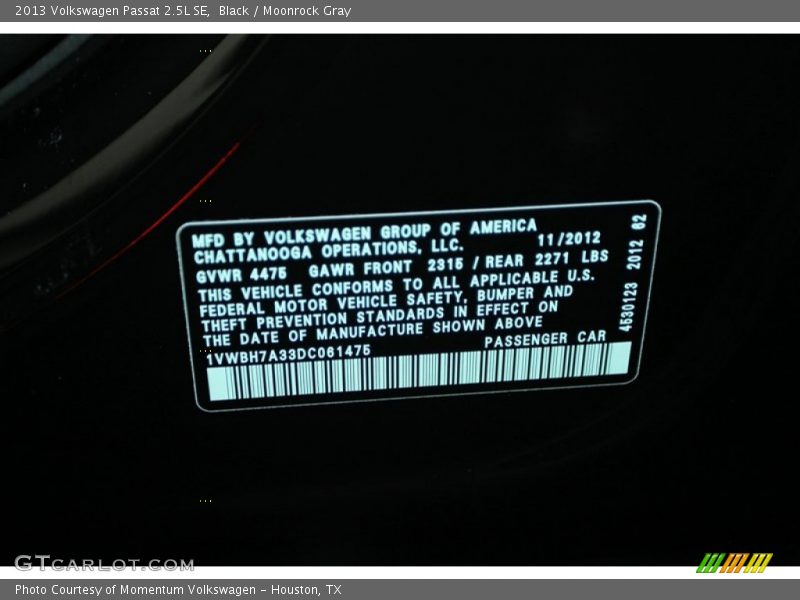 2013 Volkswagen Passat 2.5L SE, Black / Moonrock Gray
MFD BY VOLKSWAGEN GROUP OF AMERICA
CHATTANOOGA OPERATIONS, LLC. 11/2012
GVWR 4475 GAWR FRONT 2315 / REAR 2271 LBS
THIS VEHICLE CONFORMS TO ALL APPLICABLE U.S.
FEDERAL MOTOR VEHICLE SAFETY, BUMPER AND
THEFT PREVENTION STANDARDS IN EFFECT ON
THE DATE OF MANUFACTURE SHOWN ABOVE
1VWBH7A33DC061475 PASSENGER CAR
4530123 2012 62
GTCARLOT.COM
Photo Courtesy of Momentum Volkswagen - Houston, TX